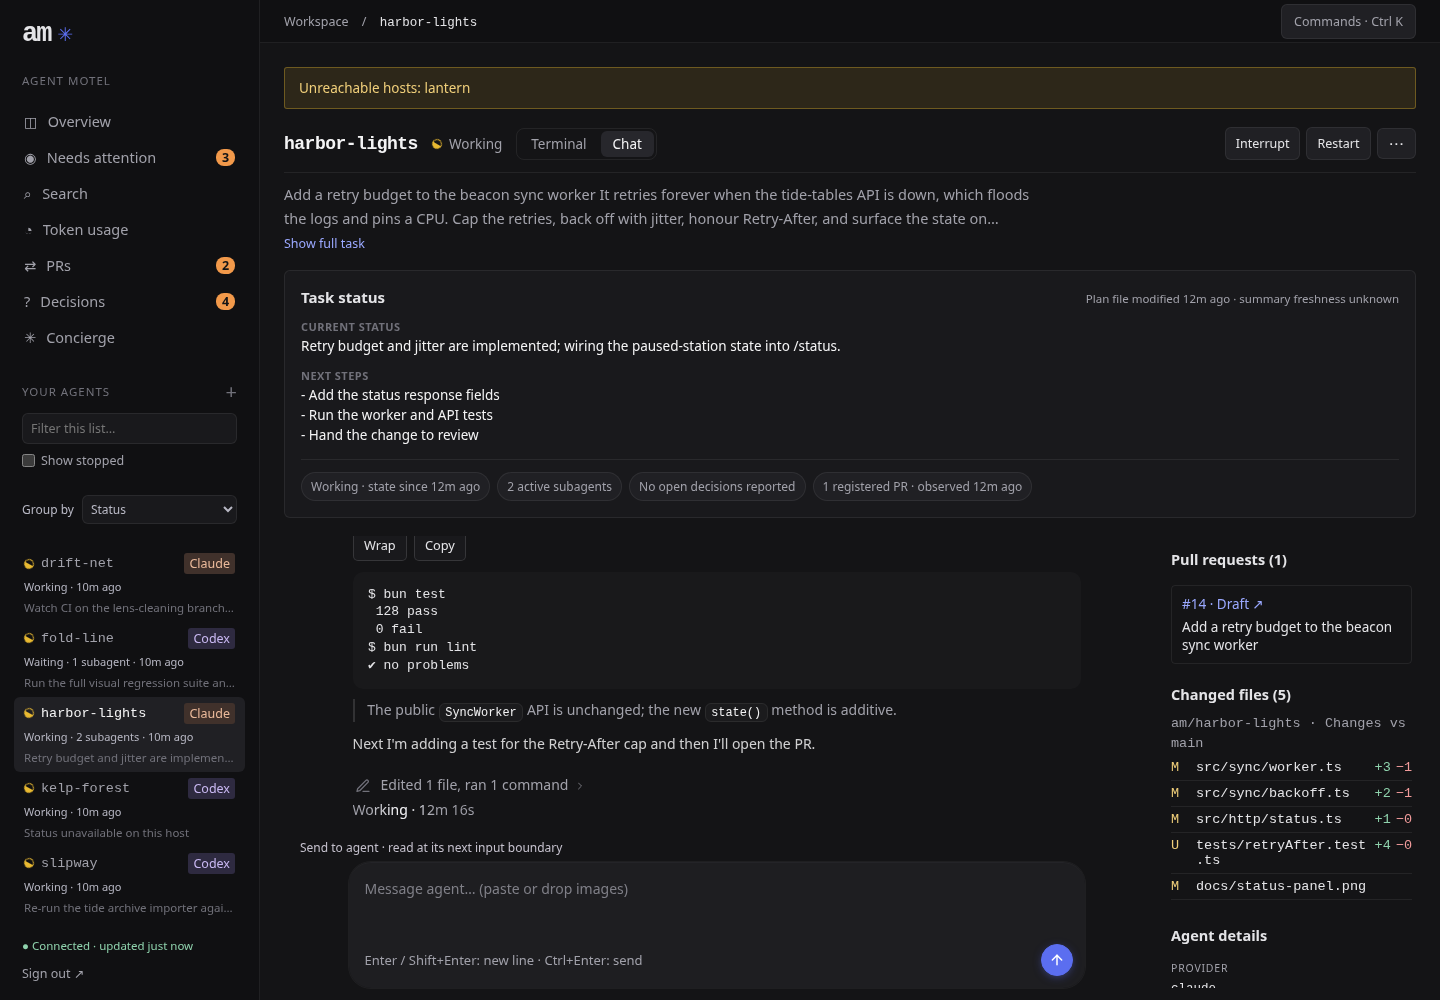 am
AGENT MOTEL
Overview
Needs attention 3
Search
Token usage
PRs 2
? Decisions 4
Concierge
YOUR AGENTS +
Filter this list...
Show stopped
Group by Status
drift-net Claude
Working · 10m ago
Watch CI on the lens-cleaning branch...
fold-line Codex
Waiting · 1 subagent · 10m ago
Run the full visual regression suite an...
harbor-lights Claude
Working · 2 subagents · 10m ago
Retry budget and jitter are implemen...
kelp-forest Codex
Working · 10m ago
Status unavailable on this host
slipway Codex
Working · 10m ago
Re-run the tide archive importer agai...
Connected · updated just now
Sign out ↗
Workspace / harbor-lights
Commands · Ctrl K
Unreachable hosts: lantern
harbor-lights Working Terminal Chat Interrupt Restart ···
Add a retry budget to the beacon sync worker It retries forever when the tide-tables API is down, which floods
the logs and pins a CPU. Cap the retries, back off with jitter, honour Retry-After, and surface the state on...
Show full task
Task status
Plan file modified 12m ago · summary freshness unknown
CURRENT STATUS
Retry budget and jitter are implemented; wiring the paused-station state into /status.
NEXT STEPS
- Add the status response fields
- Run the worker and API tests
- Hand the change to review
Working · state since 12m ago 2 active subagents No open decisions reported 1 registered PR · observed 12m ago
Wrap Copy
$ bun test
128 pass
0 fail
$ bun run lint
✔ no problems
The public SyncWorker API is unchanged; the new state() method is additive.
Next I'm adding a test for the Retry-After cap and then I'll open the PR.
Edited 1 file, ran 1 command ›
Working · 12m 16s
Send to agent · read at its next input boundary
Message agent... (paste or drop images)
Enter / Shift+Enter: new line · Ctrl+Enter: send
Pull requests (1)
#14 · Draft ↗
Add a retry budget to the beacon
sync worker
Changed files (5)
am/harbor-lights · Changes vs
main
M src/sync/worker.ts +3 −1
M src/sync/backoff.ts +2 −1
M src/http/status.ts +1 −0
U tests/retryAfter.test +4 −0
.ts
M docs/status-panel.png
Agent details
PROVIDER
claude